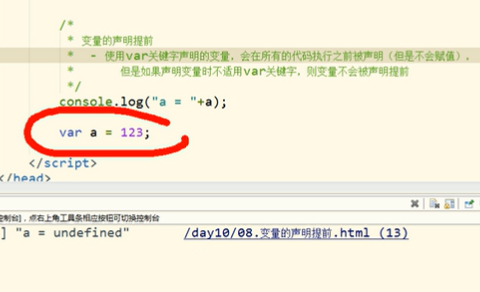 /*
* 变量的声明提前
* - 使用var关键字声明的变量，会在所有的代码执行之前被声明（但是不会赋值），
* 但是如果声明变量时不适用var关键字，则变量不会被声明提前
*/
console.log("a = "+a);
var a = 123;
</script>
</head>
控制台]，点右上角工具条相应按钮可切换控制台
] "a = undefined" /day10/08.变量的声明提前.html (13)